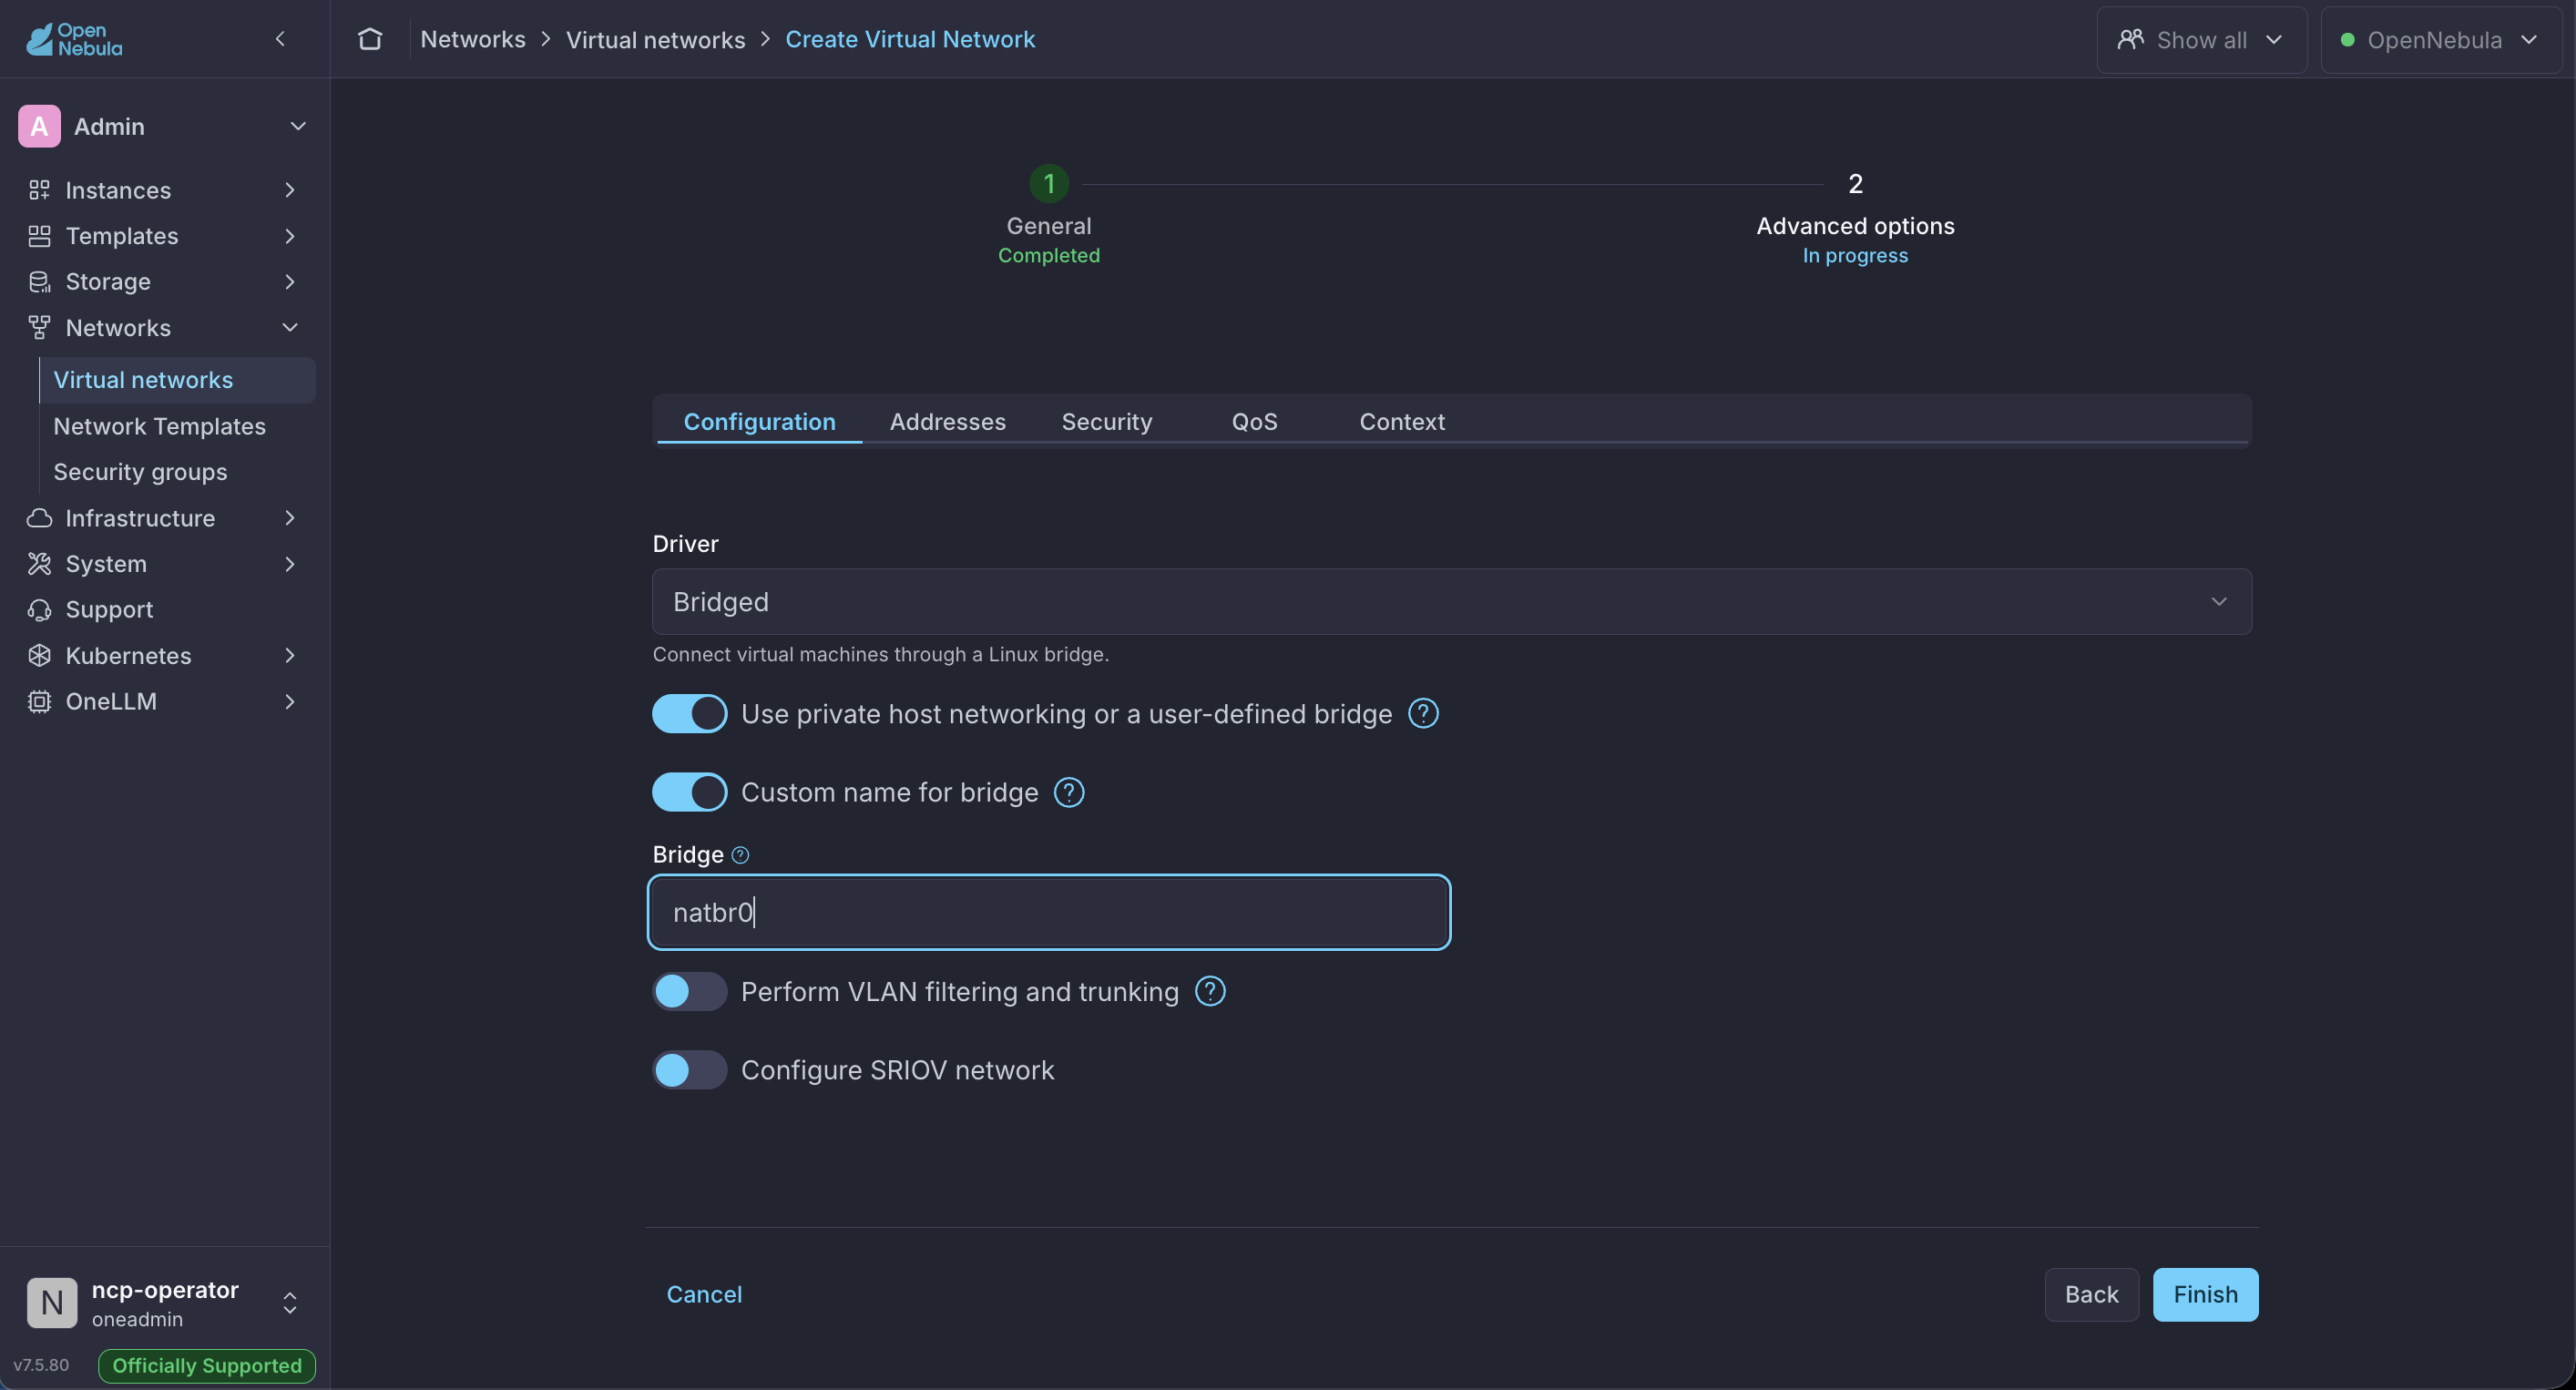 Open
Nebula
Networks > Virtual networks > Create Virtual Network
Show all
OpenNebula
A Admin
Instances
Templates
Storage
Networks
Virtual networks
Network Templates
Security groups
Infrastructure
System
Support
Kubernetes
OneLLM
1
General
Completed
2
Advanced options
In progress
Configuration Addresses Security QoS Context
Driver
Bridged
Connect virtual machines through a Linux bridge.
Use private host networking or a user-defined bridge ?
Custom name for bridge ?
Bridge ?
natbr0
Perform VLAN filtering and trunking ?
Configure SRIOV network
Cancel
Back
Finish
N
ncp-operator
oneadmin
v7.5.80
Officially Supported